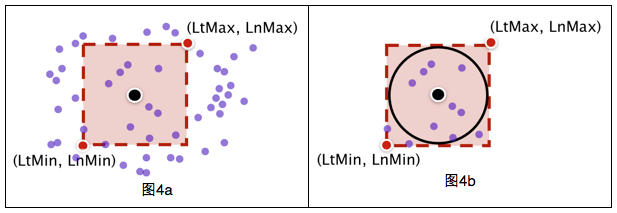 (LtMax, LnMax)
(LtMin, LnMin)
图4a
(LtMax, LnMax)
(LtMin, LnMin)
图4b